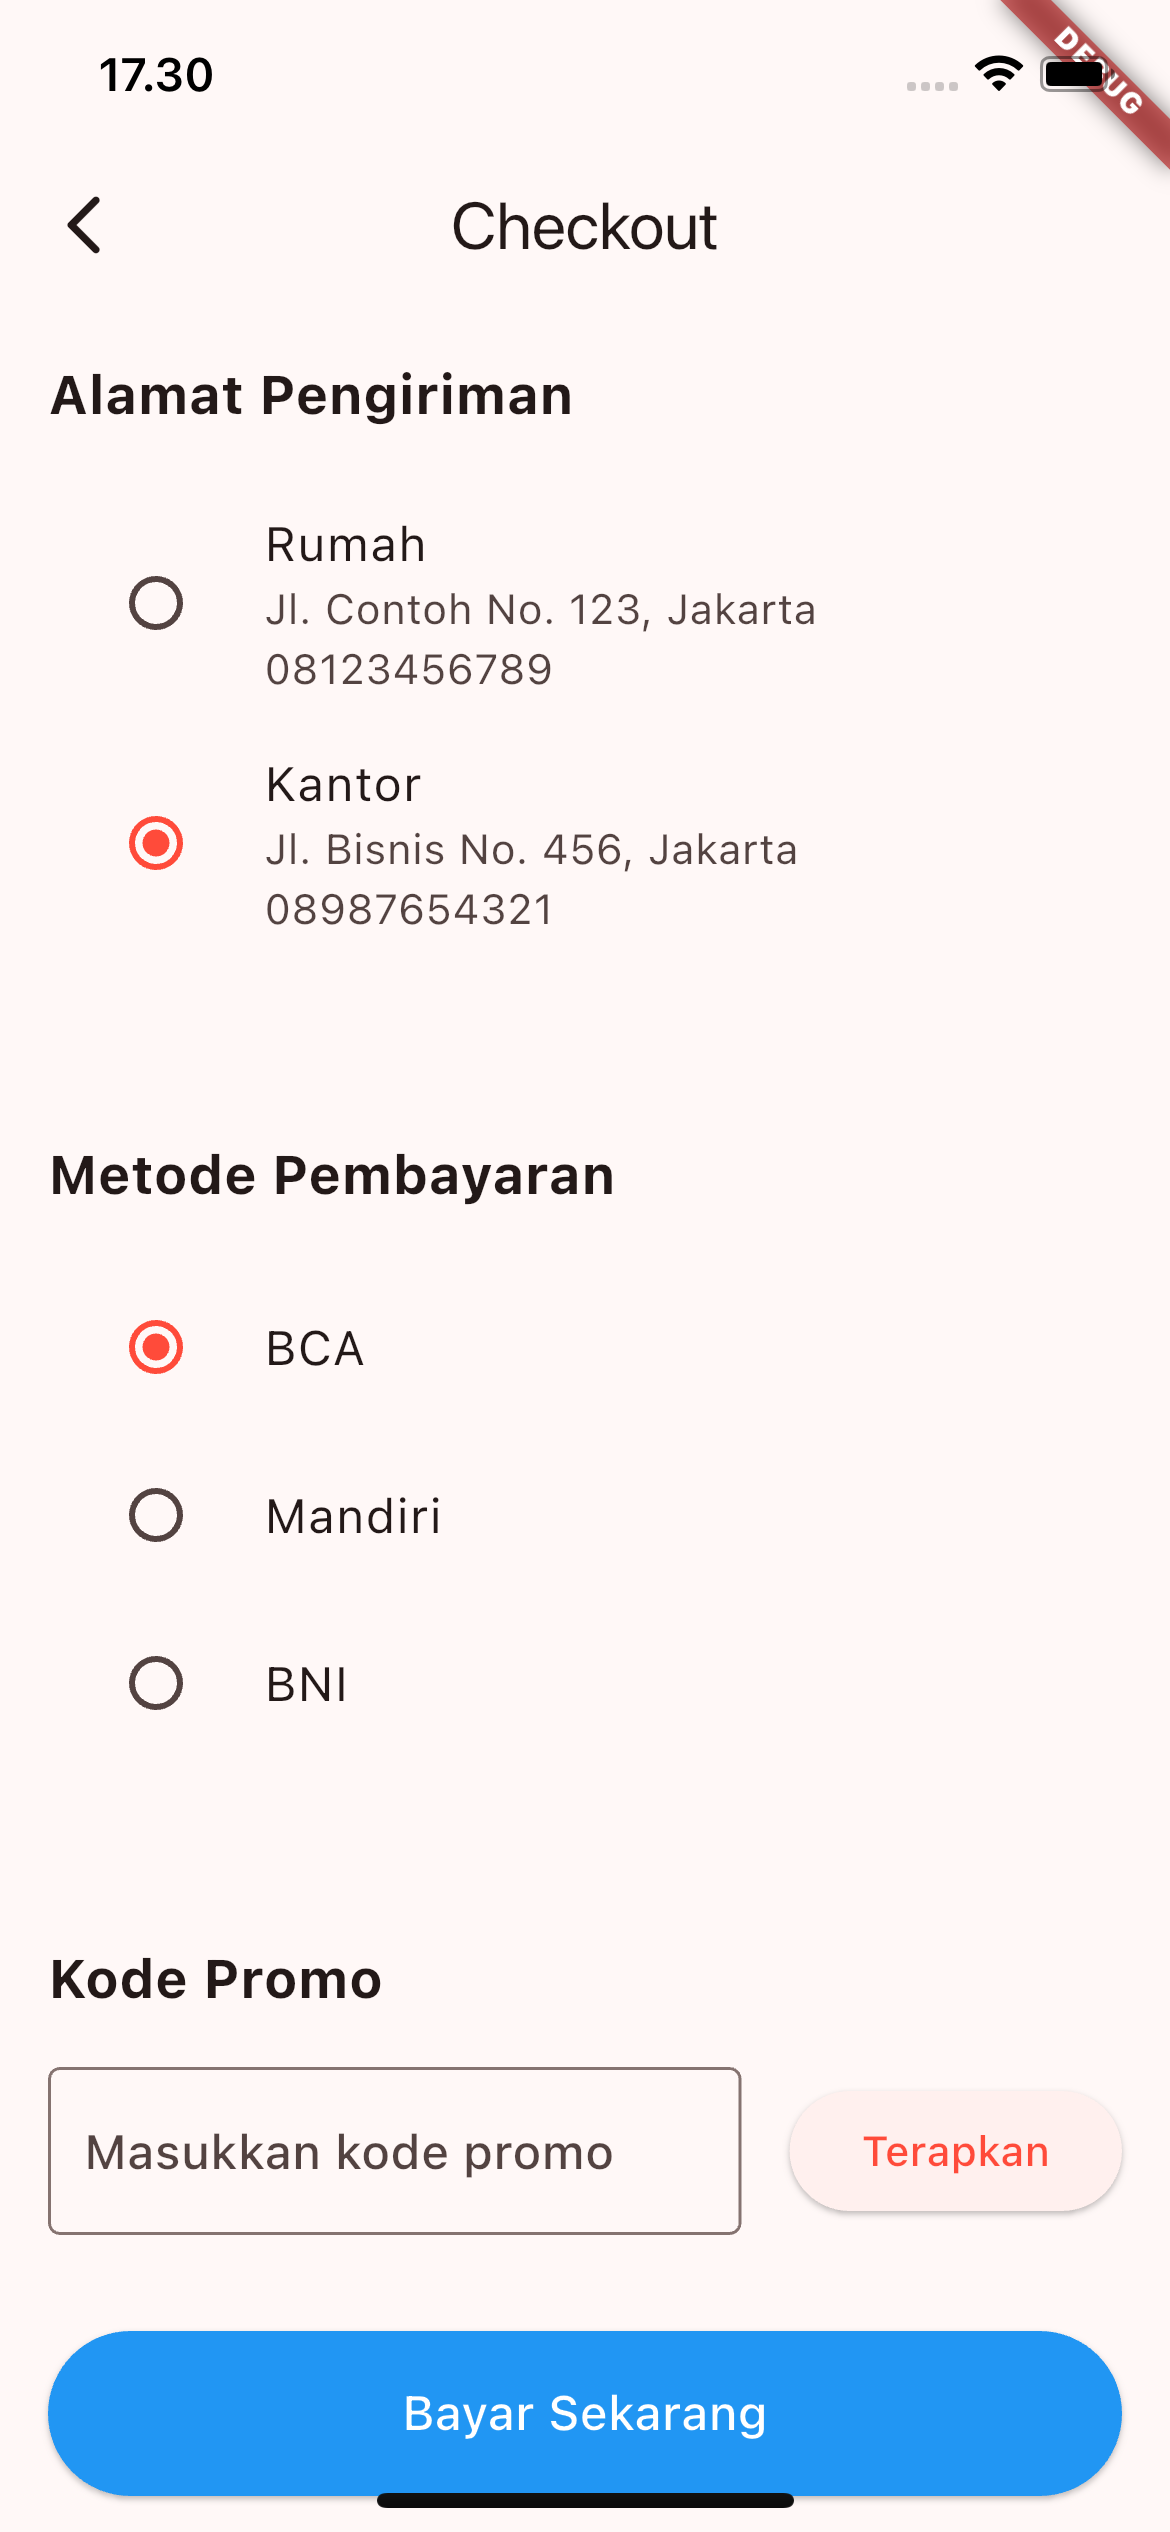 17.30
DEBUG
Checkout
Alamat Pengiriman
Rumah
Jl. Contoh No. 123, Jakarta
08123456789
Kantor
Jl. Bisnis No. 456, Jakarta
08987654321
Metode Pembayaran
BCA
Mandiri
BNI
Kode Promo
Masukkan kode promo
Terapkan
Bayar Sekarang